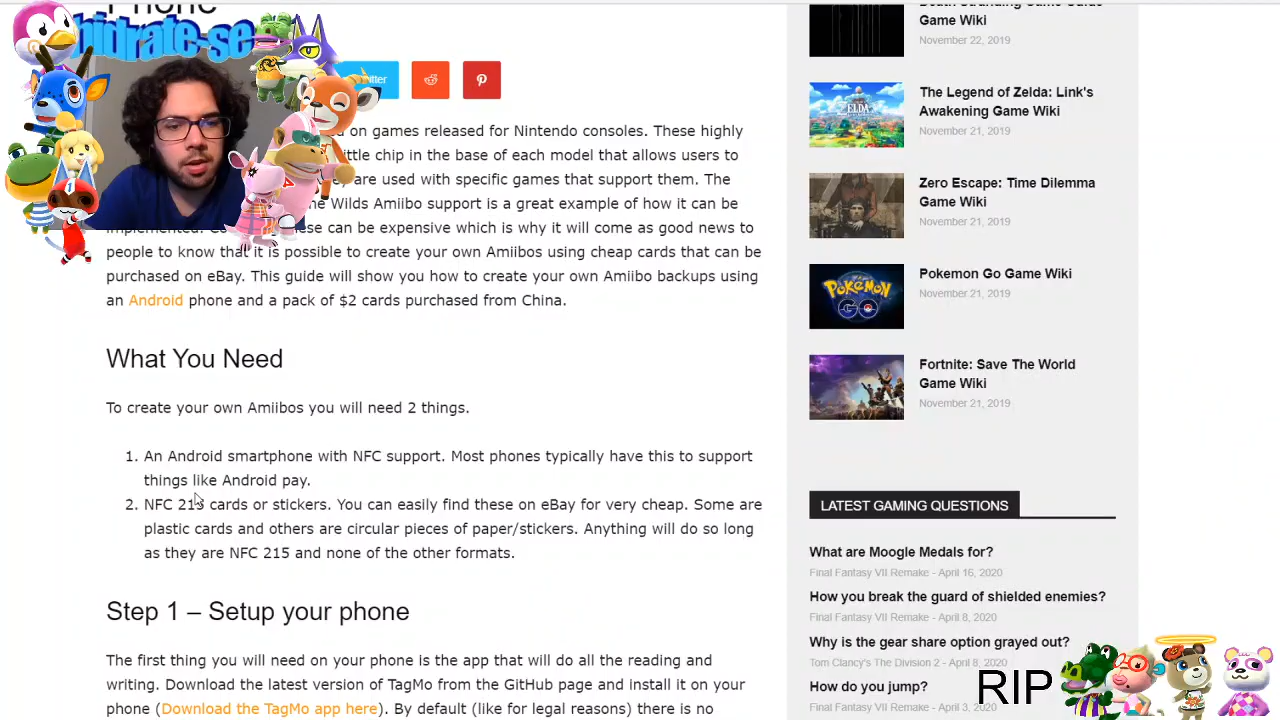 Phone
bidrate-se
itter
on games released for Nintendo consoles. These highly
ittle chip in the base of each model that allows users to
are used with specific games that support them. The
Wilds Amiibo support is a great example of how it can be
implemented. ese can be expensive which is why it will come as good news to
people to know that it is possible to create your own Amiibos using cheap cards that can be
purchased on eBay. This guide will show you how to create your own Amiibo backups using
an Android phone and a pack of $2 cards purchased from China.
What You Need
To create your own Amiibos you will need 2 things.
1. An Android smartphone with NFC support. Most phones typically have this to support
things like Android pay.
2. NFC 215 cards or stickers. You can easily find these on eBay for very cheap. Some are
plastic cards and others are circular pieces of paper/stickers. Anything will do so long
as they are NFC 215 and none of the other formats.
Step 1 – Setup your phone
The first thing you will need on your phone is the app that will do all the reading and
writing. Download the latest version of TagMo from the GitHub page and install it on your
phone (Download the TagMo app here). By default (like for legal reasons) there is no
Death Stranding Game Guide
Game Wiki
November 22, 2019
The Legend of Zelda: Link's
Awakening Game Wiki
November 21, 2019
Zero Escape: Time Dilemma
Game Wiki
November 21, 2019
Pokemon Go Game Wiki
November 21, 2019
Fortnite: Save The World
Game Wiki
November 21, 2019
LATEST GAMING QUESTIONS
What are Moogle Medals for?
Final Fantasy VII Remake - April 16, 2020
How you break the guard of shielded enemies?
Final Fantasy VII Remake - April 8, 2020
Why is the gear share option grayed out?
Tom Clancy's The Division 2 - April 8, 2020
How do you jump?
Final Fantasy VII Remake - April 3, 2020
RIP